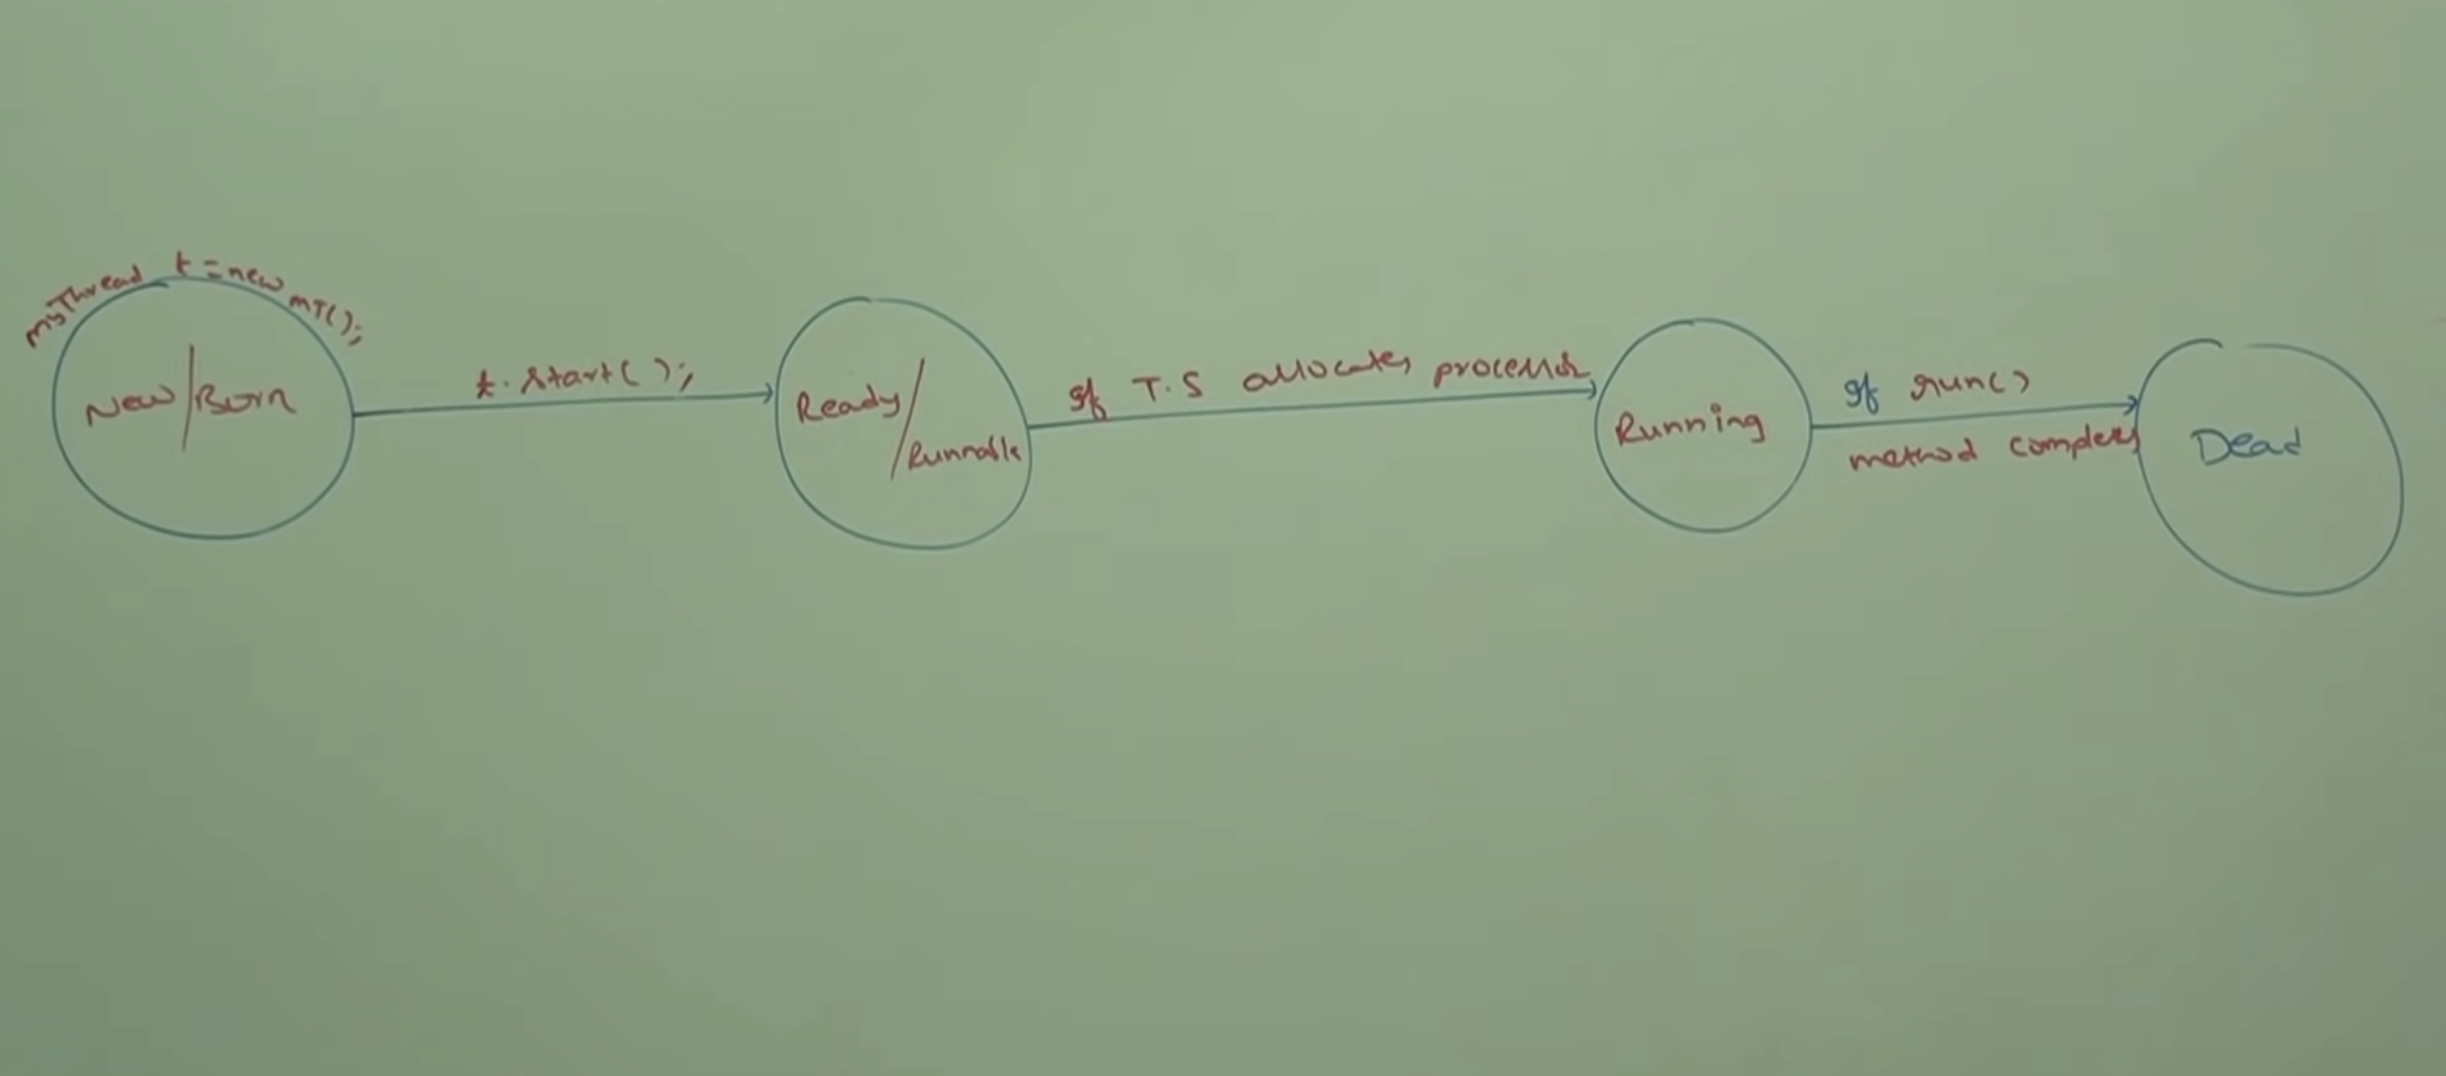 myThread t = new MT();
New/Born
t.start();
Ready/
Runnable
If T.S allocates processor
Running
If run()
method completes
Dead